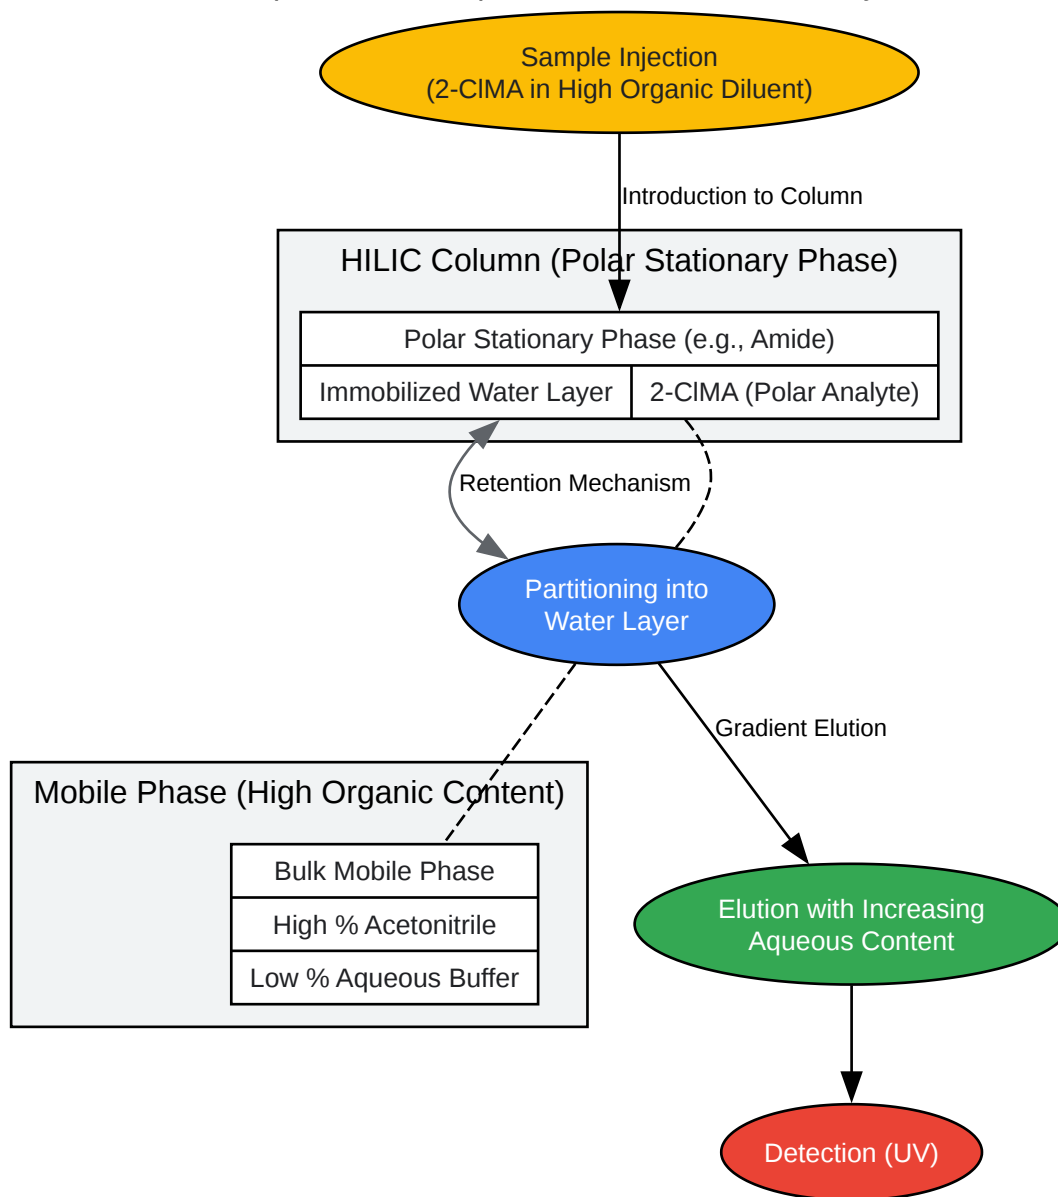 Sample Injection
(2-ClMA in High Organic Diluent)
Introduction to Column
HILIC Column (Polar Stationary Phase)
Polar Stationary Phase (e.g., Amide)
Immobilized Water Layer
2-ClMA (Polar Analyte)
Retention Mechanism
Partitioning into
Water Layer
Gradient Elution
Mobile Phase (High Organic Content)
Bulk Mobile Phase
High % Acetonitrile
Low % Aqueous Buffer
Elution with Increasing
Aqueous Content
Detection (UV)